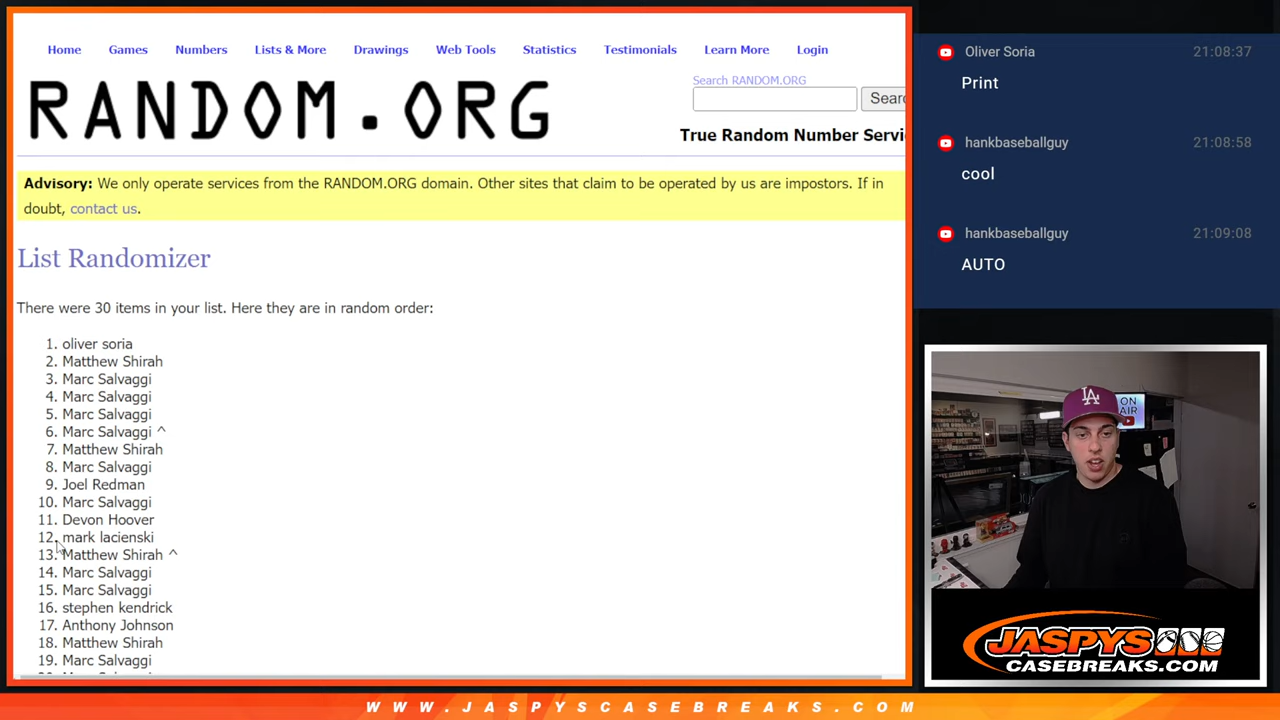 Home Games Numbers Lists & More Drawings Web Tools Statistics Testimonials Learn More Login
RANDOM.ORG
Search RANDOM.ORG
Searc
True Random Number Servi
Advisory: We only operate services from the RANDOM.ORG domain. Other sites that claim to be operated by us are impostors. If in
doubt, contact us.
List Randomizer
There were 30 items in your list. Here they are in random order:
1. oliver soria
2. Matthew Shirah
3. Marc Salvaggi
4. Marc Salvaggi
5. Marc Salvaggi
6. Marc Salvaggi ^
7. Matthew Shirah
8. Marc Salvaggi
9. Joel Redman
10. Marc Salvaggi
11. Devon Hoover
12. mark lacienski
13. Matthew Shirah ^
14. Marc Salvaggi
15. Marc Salvaggi
16. stephen kendrick
17. Anthony Johnson
18. Matthew Shirah
19. Marc Salvaggi
Oliver Soria 21:08:37
Print
hankbaseballguy 21:08:58
cool
hankbaseballguy 21:09:08
AUTO
LA
ON
AIR
JASPYS
CASEBREAKS.COM
WWW.JASPYSCASEBREAKS.COM